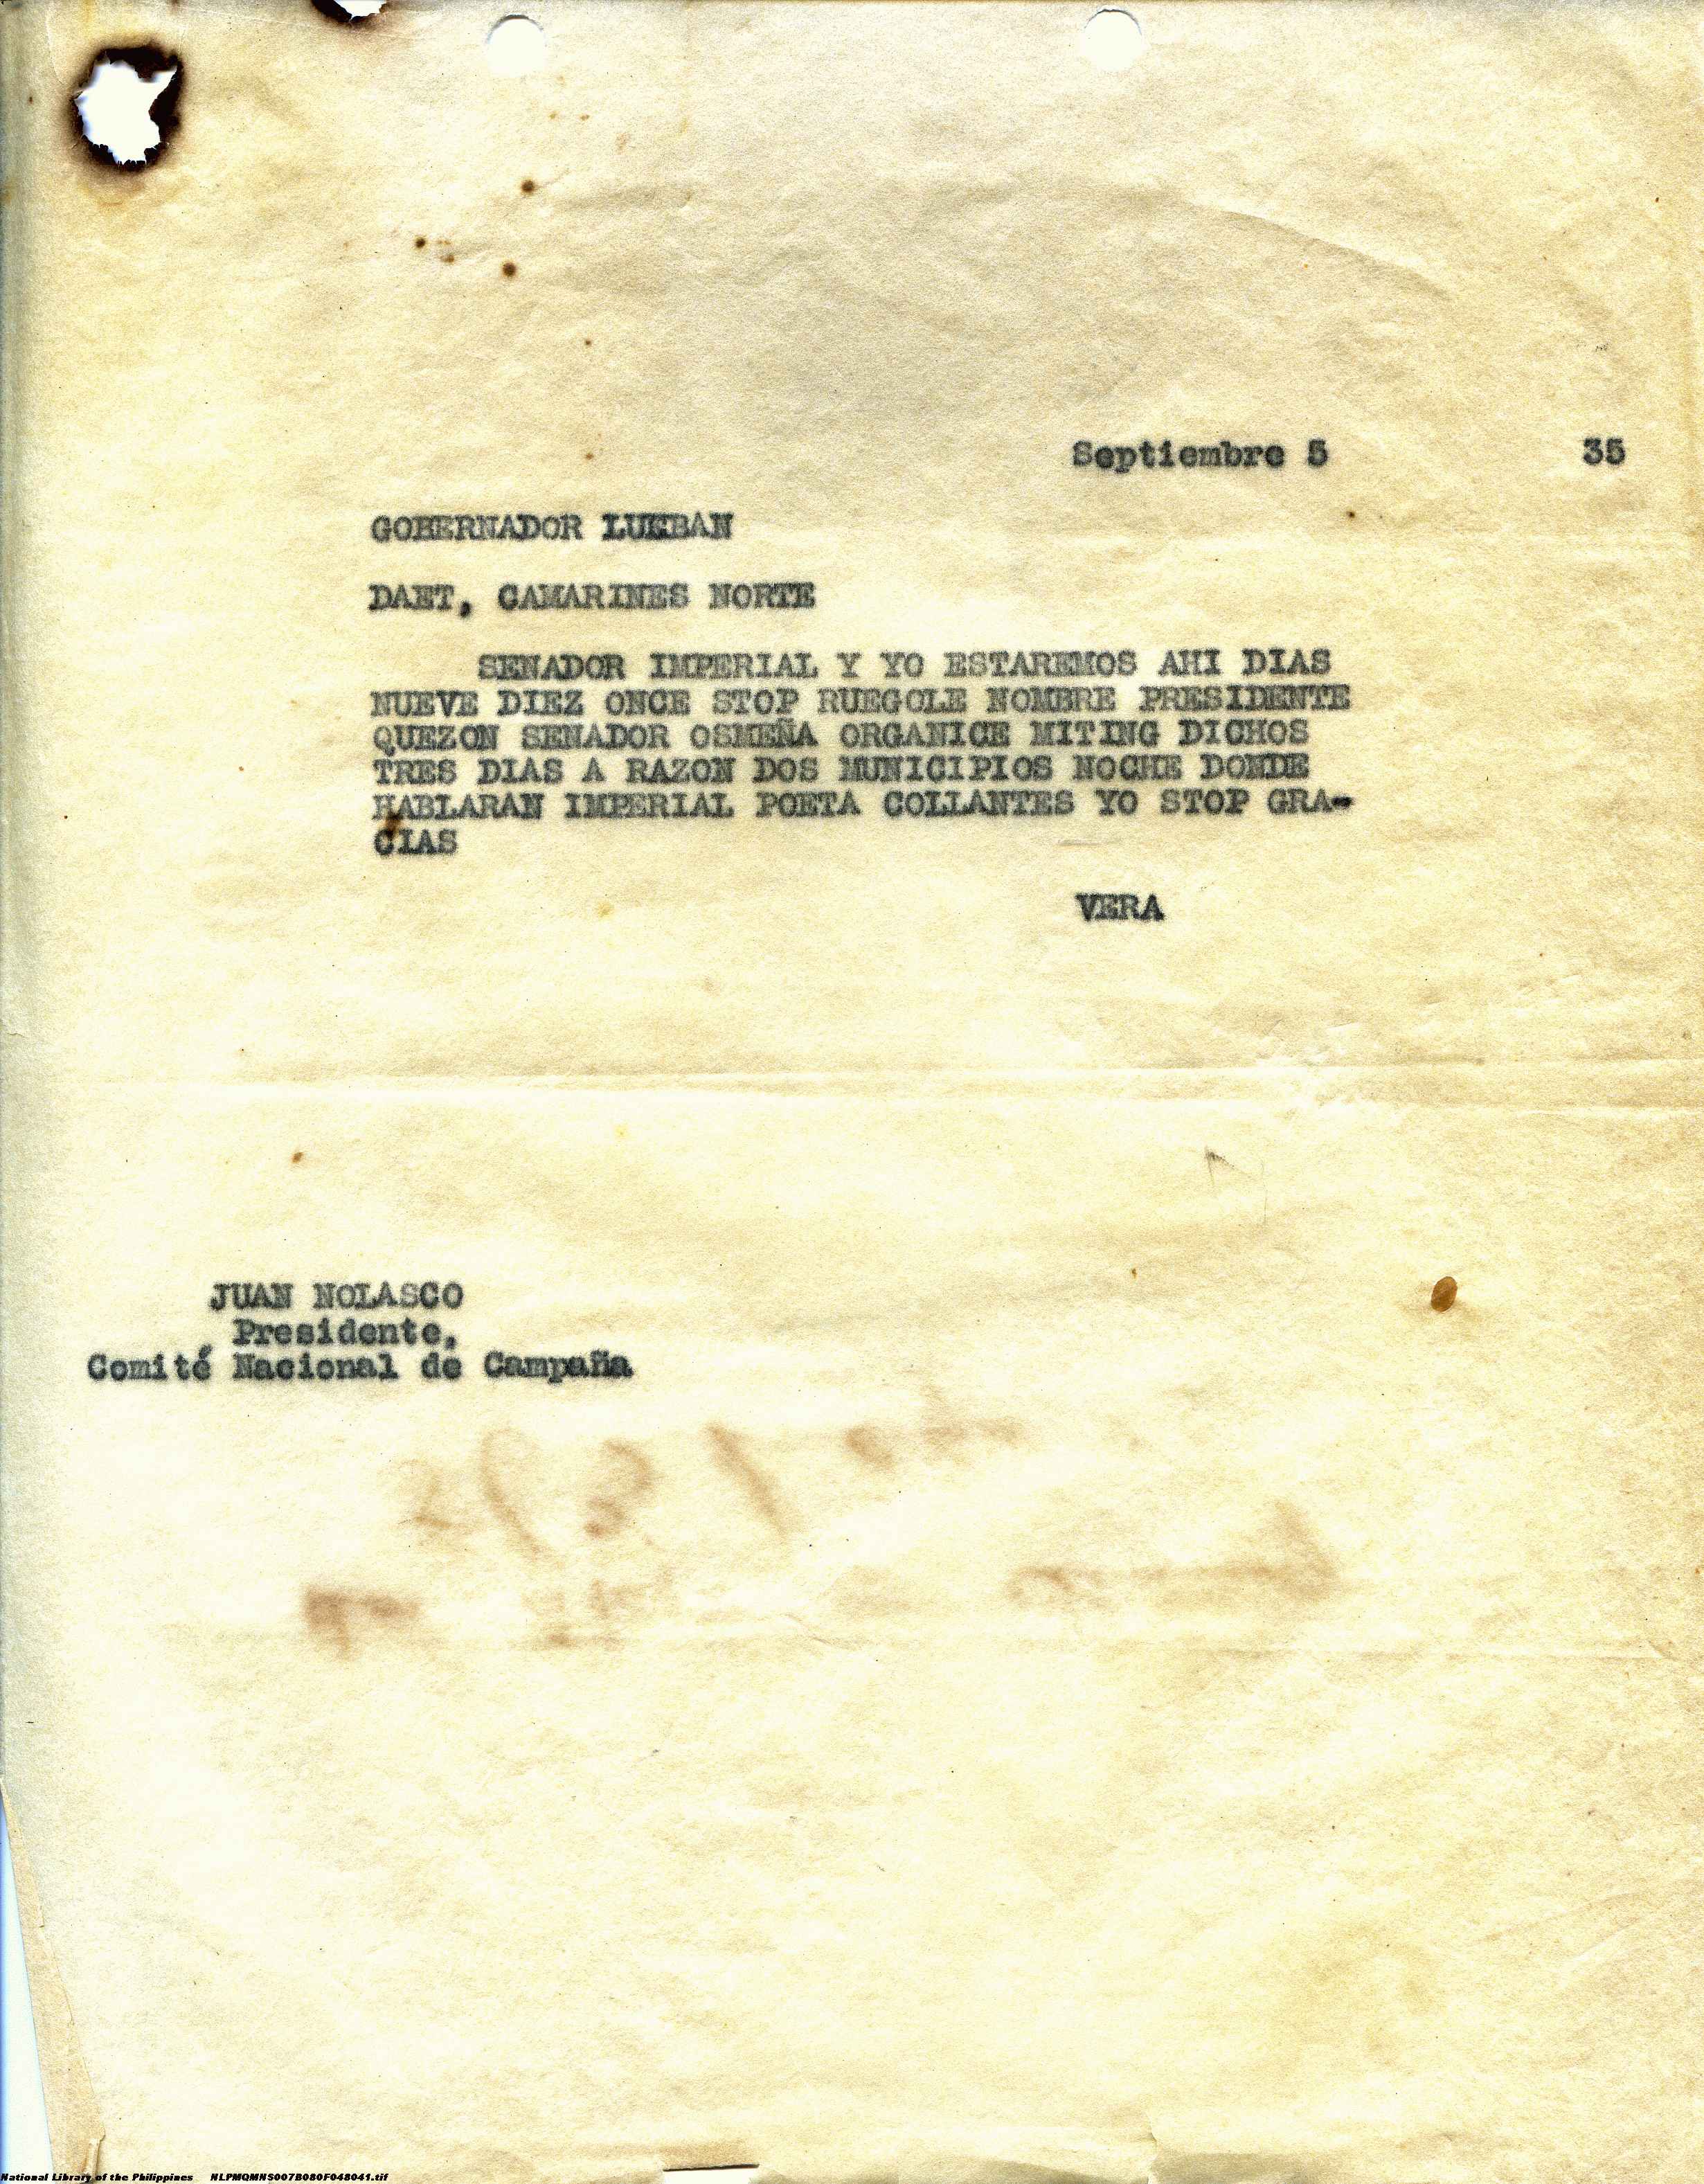 Septiembre 5 35
GOBERNADOR LUKBAN
DAET, CAMARINES NORTE
SENADOR IMPERIAL Y YO ESTAREMOS AHI DIAS
NUEVE DIEZ ONCE STOP RUEGOLE NOMBRE PRESIDENTE
QUEZON SENADOR OSMEÑA ORGANICE MITING DICHOS
TRES DIAS A RAZON DOS MUNICIPIOS NOCHE DONDE
HABLARAN IMPERIAL POETA COLLANTES YO STOP GRA-
CIAS
VERA
JUAN NOLASCO
Presidente,
Comité Nacional de Campaña
National Library of the Philippines NLPMQMNS007B080F048041.tif